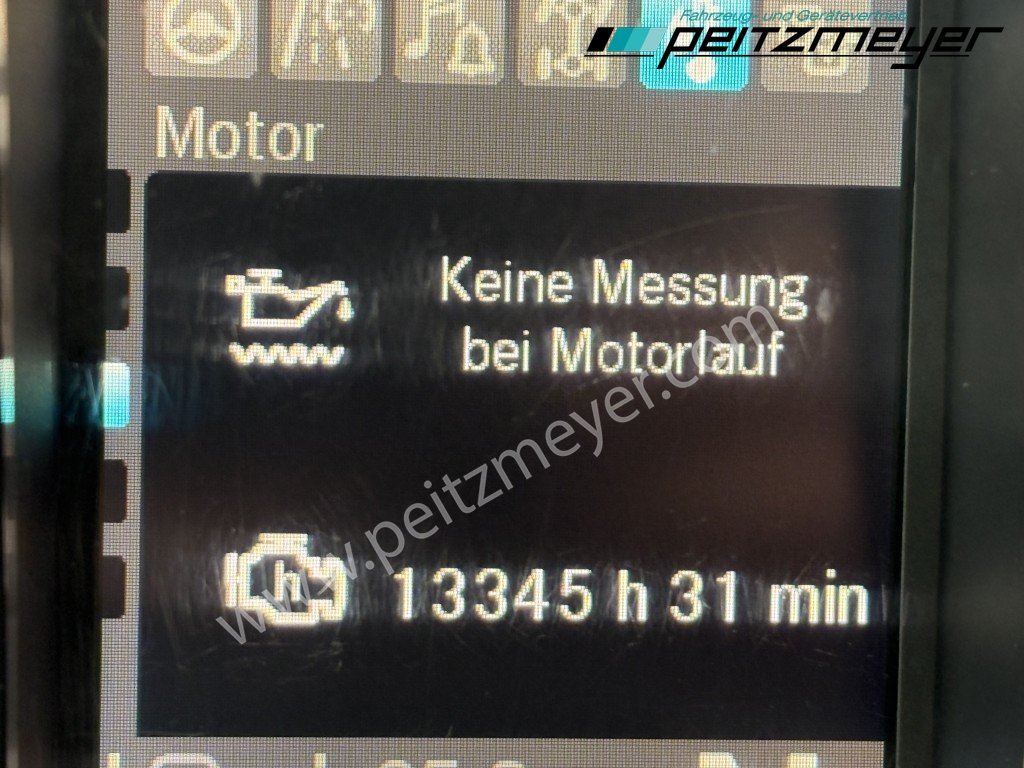 Fahrzeug- und Gerätevertrieb
peitzmeyer
Motor
Keine Messung
bei Motorlauf
www.peitzmeyer.com
h
13345 h 31 min